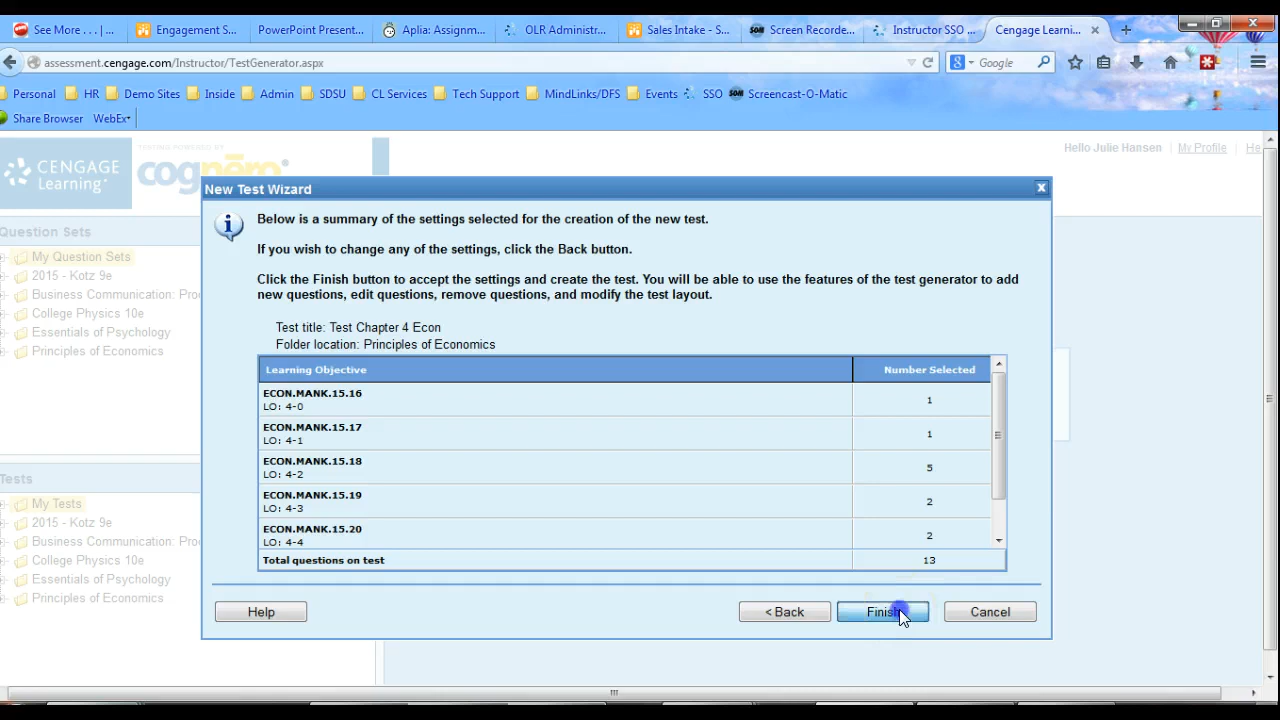 See More . . . | ...
Engagement S...
PowerPoint Present...
Aplia: Assignm...
OLR Administr...
Sales Intake - S...
Screen Recorde...
Instructor SSO ...
Cengage Learni...
assessment.cengage.com/Instructor/TestGenerator.aspx
Google
Personal
HR
Demo Sites
Inside
Admin
SDSU
CL Services
Tech Support
MindLinks/DFS
Events
SSO
Screencast-O-Matic
Share Browser
WebEx
CENGAGE
Learning
TESTING POWERED BY
cognero
Hello Julie Hansen
My Profile
He
New Test Wizard
Below is a summary of the settings selected for the creation of the new test.
If you wish to change any of the settings, click the Back button.
Click the Finish button to accept the settings and create the test. You will be able to use the features of the test generator to add
new questions, edit questions, remove questions, and modify the test layout.
Test title: Test Chapter 4 Econ
Folder location: Principles of Economics
Learning Objective Number Selected
ECON.MANK.15.16
LO: 4-0 1
ECON.MANK.15.17
LO: 4-1 1
ECON.MANK.15.18
LO: 4-2 5
ECON.MANK.15.19
LO: 4-3 2
ECON.MANK.15.20
LO: 4-4 2
Total questions on test 13
Help
< Back
Finish
Cancel
Question Sets
My Question Sets
2015 - Kotz 9e
Business Communication: Pro
College Physics 10e
Essentials of Psychology
Principles of Economics
Tests
My Tests
2015 - Kotz 9e
Business Communication: Pro
College Physics 10e
Essentials of Psychology
Principles of Economics